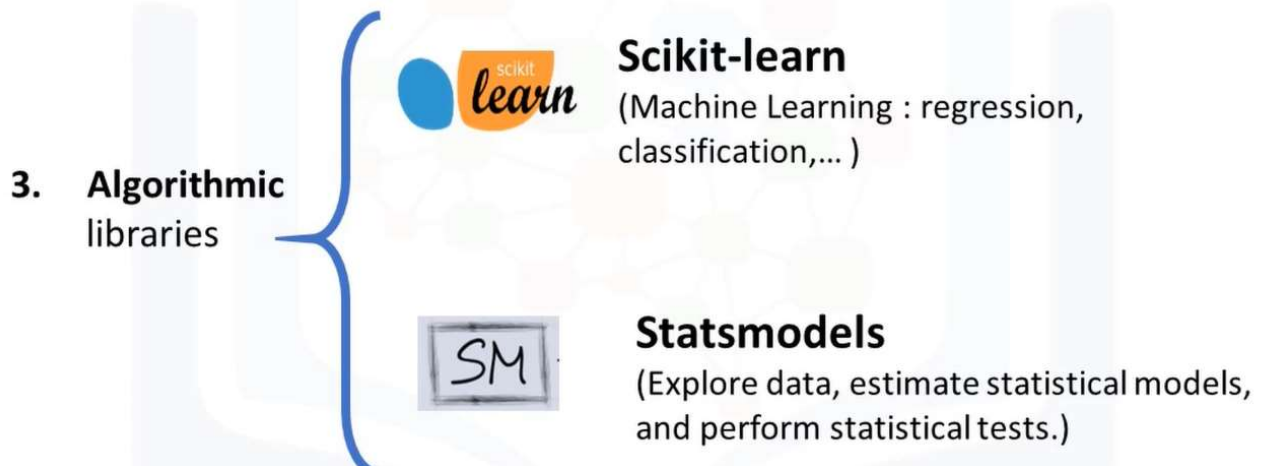 3. Algorithmic
libraries
scikit
learn
Scikit-learn
(Machine Learning : regression,
classification,... )
SM
Statsmodels
(Explore data, estimate statistical models,
and perform statistical tests.)